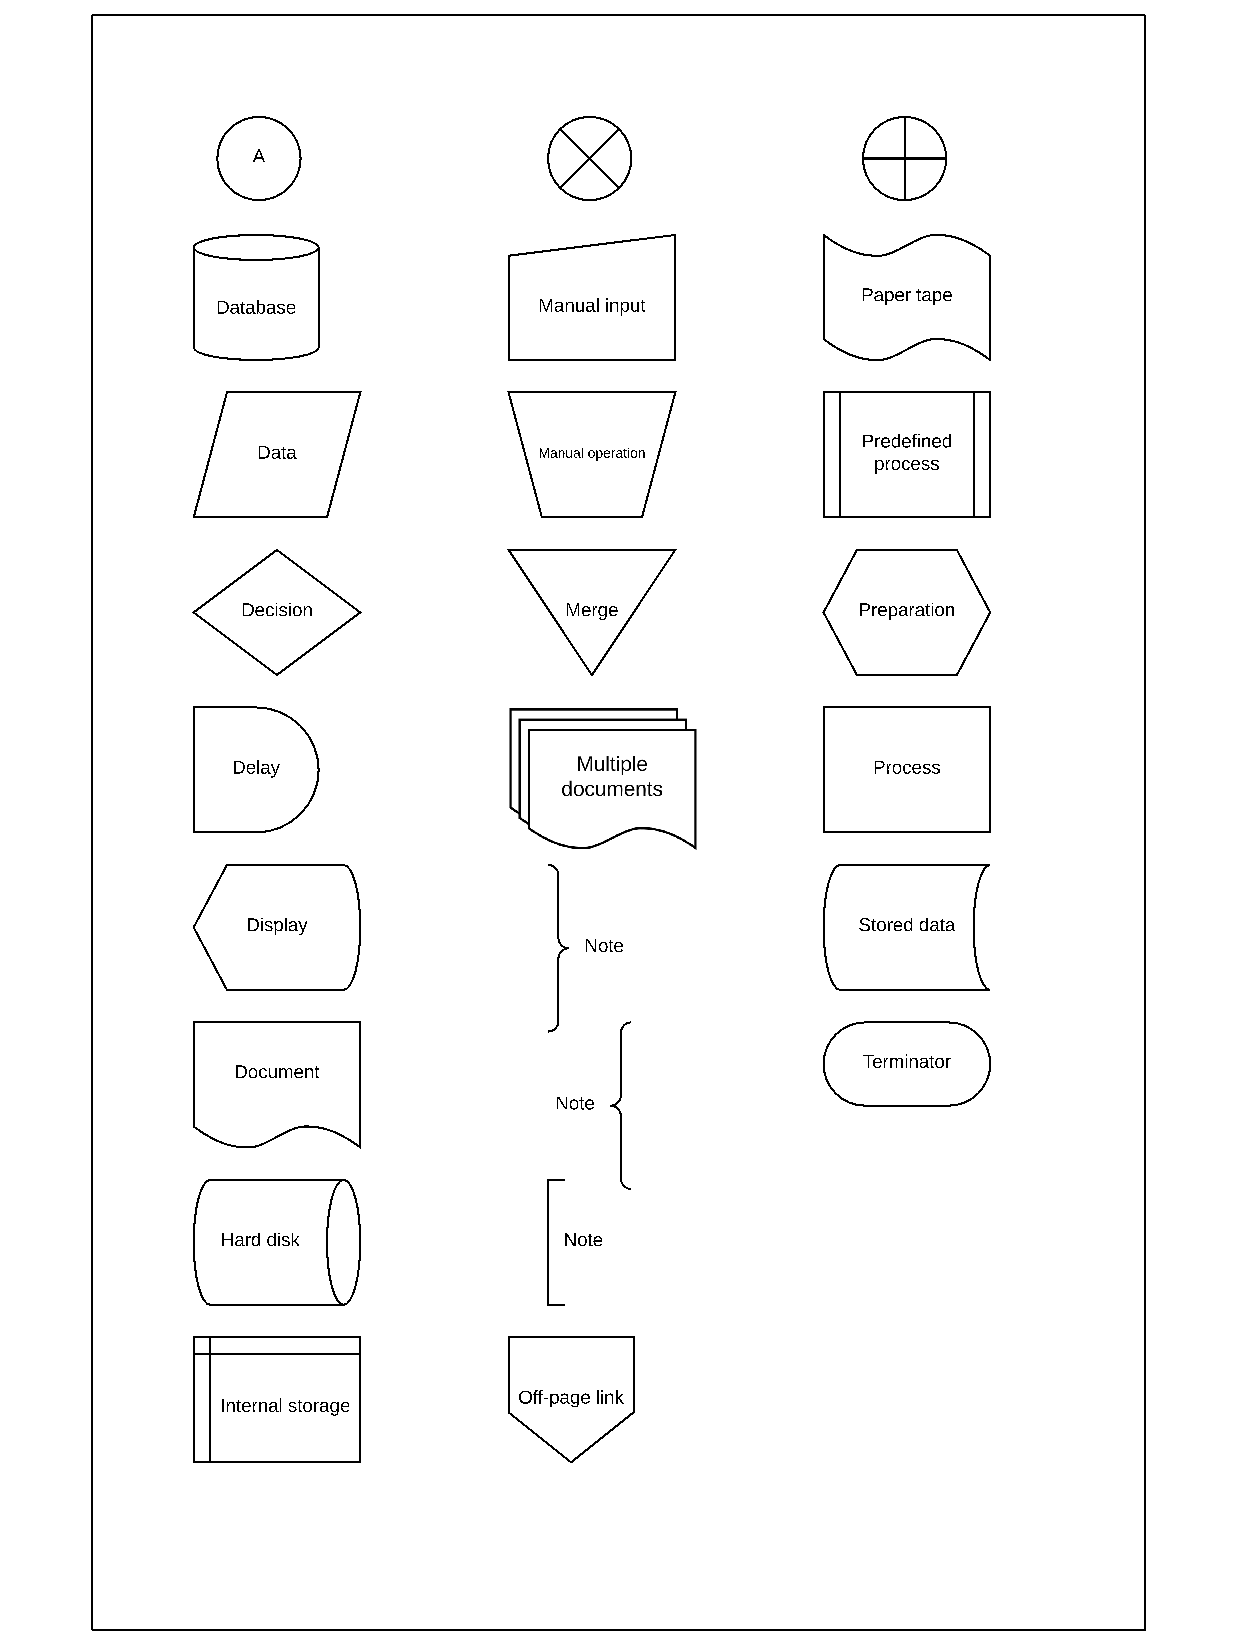 A
Database
Manual input
Paper tape
Data
Manual operation
Predefined
process
Decision
Merge
Preparation
Delay
Multiple
documents
Process
Display
Note
Stored data
Document
Note
Terminator
Hard disk
Note
Internal storage
Off-page link